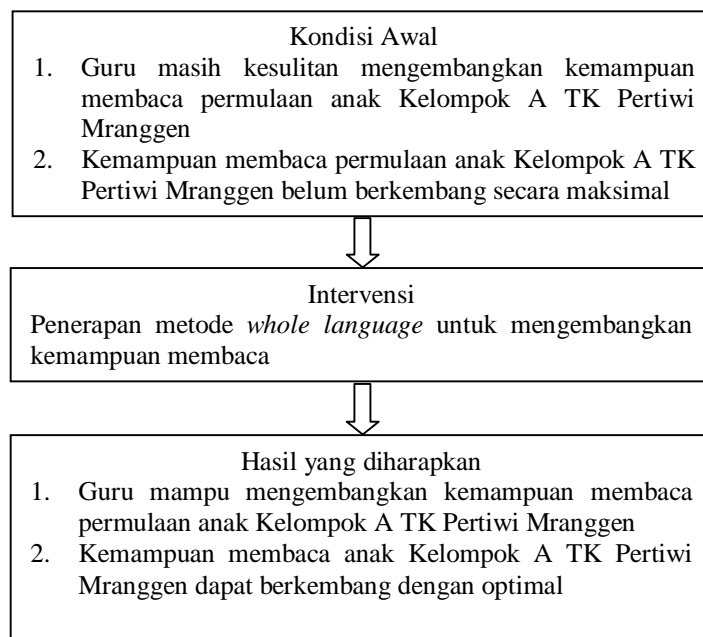 Kondisi Awal
1. Guru masih kesulitan mengembangkan kemampuan
membaca permulaan anak Kelompok A TK Pertiwi
Mranggen
2. Kemampuan membaca permulaan anak Kelompok A TK
Pertiwi Mranggen belum berkembang secara maksimal
Intervensi
Penerapan metode whole language untuk mengembangkan
kemampuan membaca
Hasil yang diharapkan
1. Guru mampu mengembangkan kemampuan membaca
permulaan anak Kelompok A TK Pertiwi Mranggen
2. Kemampuan membaca anak Kelompok A TK Pertiwi
Mranggen dapat berkembang dengan optimal